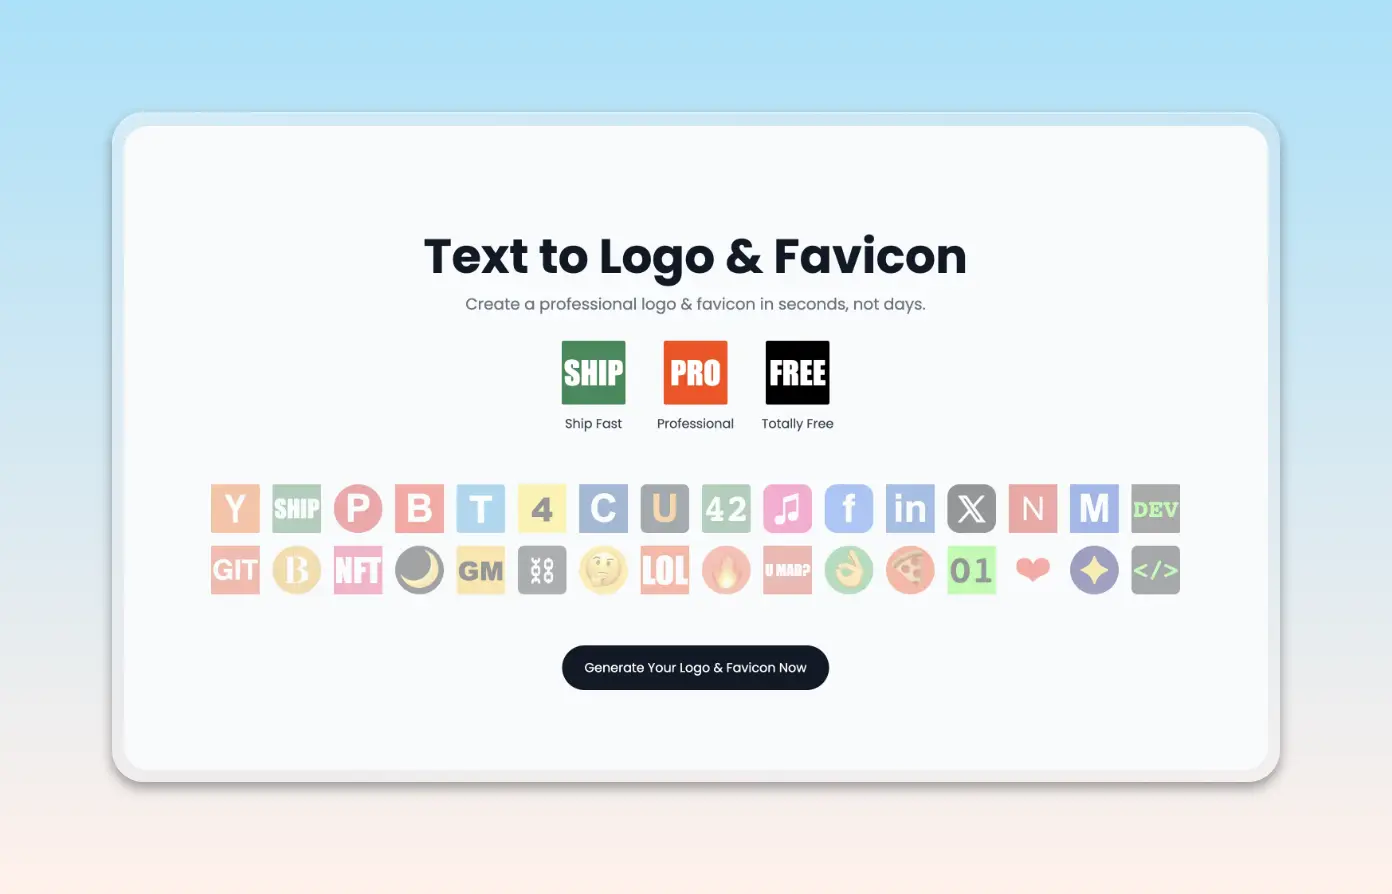 Text to Logo & Favicon
Create a professional logo & favicon in seconds, not days.
SHIP PRO FREE
Ship Fast Professional Totally Free
Y SHIP P B T 4 C U 42 f in X N M DEV
GIT B NFT GM LOL U MAD? 01 </>
Generate Your Logo & Favicon Now